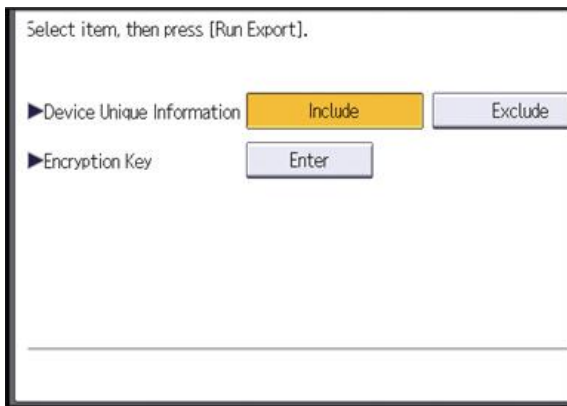 Select item, then press [Run Export].
►Device Unique Information Include Exclude
►Encryption Key Enter